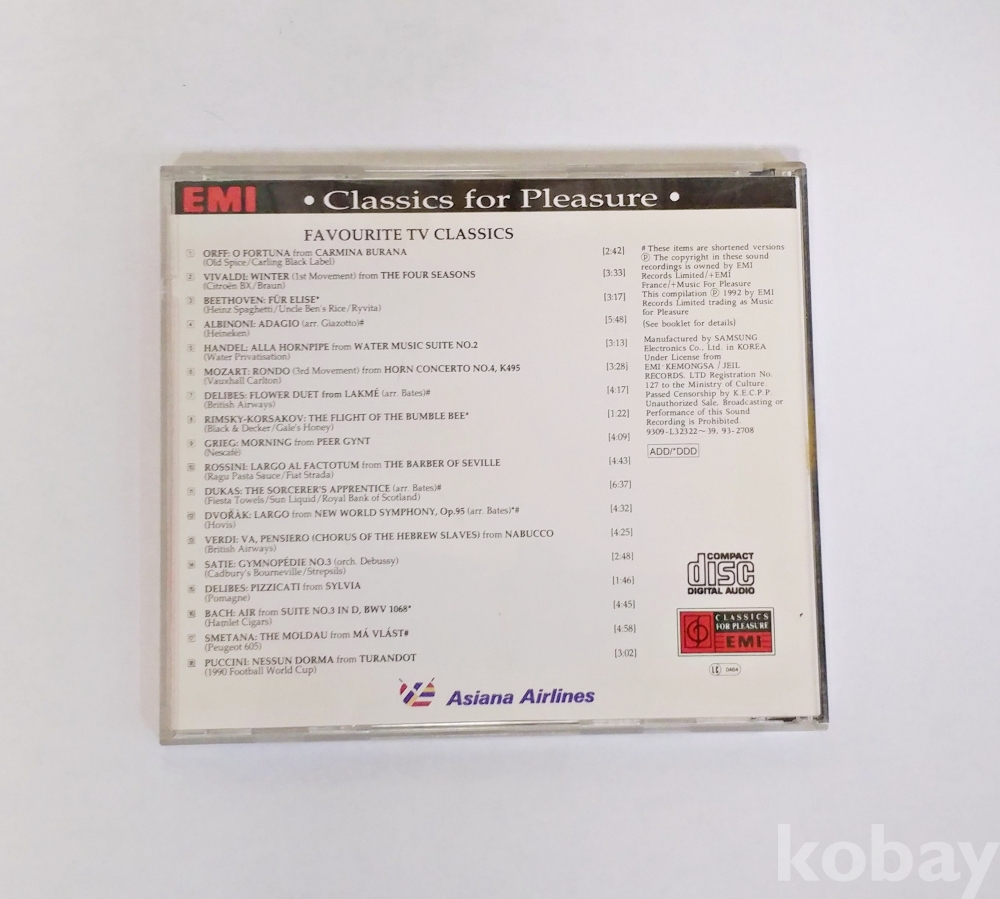 EMI
• Classics for Pleasure •
FAVOURITE TV CLASSICS
1 ORFF: O FORTUNA from CARMINA BURANA [2:42]
(Old Spice/Carling Black Label)
2 VIVALDI: WINTER (1st Movement) from THE FOUR SEASONS [3:33]
(Citroën BX/Braun)
3 BEETHOVEN: FÜR ELISE* [3:17]
(Heinz Spaghetti/Uncle Ben's Rice/Ryvita)
4 ALBINONI: ADAGIO (arr. Giazotto)# [5:48]
(Heineken)
5 HANDEL: ALLA HORNPIPE from WATER MUSIC SUITE NO.2 [3:13]
(Water Privatisation)
6 MOZART: RONDO (3rd Movement) from HORN CONCERTO NO.4, K495 [3:28]
(Vauxhall Carlton)
7 DELIBES: FLOWER DUET from LAKMÉ (arr. Bates)# [4:17]
(British Airways)
8 RIMSKY-KORSAKOV: THE FLIGHT OF THE BUMBLE BEE* [1:22]
(Black & Decker/Gale's Honey)
9 GRIEG: MORNING from PEER GYNT [4:09]
(Nescafé)
10 ROSSINI: LARGO AL FACTOTUM from THE BARBER OF SEVILLE [4:43]
(Ragu Pasta Sauce/Fiat Strada)
11 DUKAS: THE SORCERER'S APPRENTICE (arr. Bates)# [6:37]
(Fiesta Towels/Sun Liquid/Royal Bank of Scotland)
12 DVOŘÁK: LARGO from NEW WORLD SYMPHONY, Op.95 (arr. Bates)*# [4:32]
(Hovis)
13 VERDI: VA, PENSIERO (CHORUS OF THE HEBREW SLAVES) from NABUCCO [4:25]
(British Airways)
14 SATIE: GYMNOPÉDIE NO.3 (orch. Debussy) [2:48]
(Cadbury's Bourneville/Strepsils)
15 DELIBES: PIZZICATI from SYLVIA [1:46]
(Pomagne)
16 BACH: AIR from SUITE NO.3 IN D, BWV 1068* [4:45]
(Hamlet Cigars)
17 SMETANA: THE MOLDAU from MÁ VLÁST# [4:58]
(Peugeot 605)
18 PUCCINI: NESSUN DORMA from TURANDOT [3:02]
(1990 Football World Cup)
# These items are shortened versions
Ⓟ The copyright in these sound
recordings is owned by EMI
Records Limited/+EMI
France/+Music For Pleasure
This compilation Ⓟ 1992 by EMI
Records Limited trading as Music
for Pleasure
(See booklet for details)
Manufactured by SAMSUNG
Electronics Co., Ltd. in KOREA
Under License from
EMI-KEMONGSA / JEIL
RECORDS. LTD Registration No.
127 to the Ministry of Culture
Passed Censorship by K.E.C.P.P.
Unauthorized Sale, Broadcasting or
Performance of this Sound
Recording is Prohibited.
9309-L32322~39, 93-2708
ADD/*DDD
COMPACT
disc
DIGITAL AUDIO
CLASSICS
FOR PLEASURE
EMI
LC 0464
Asiana Airlines
kobay